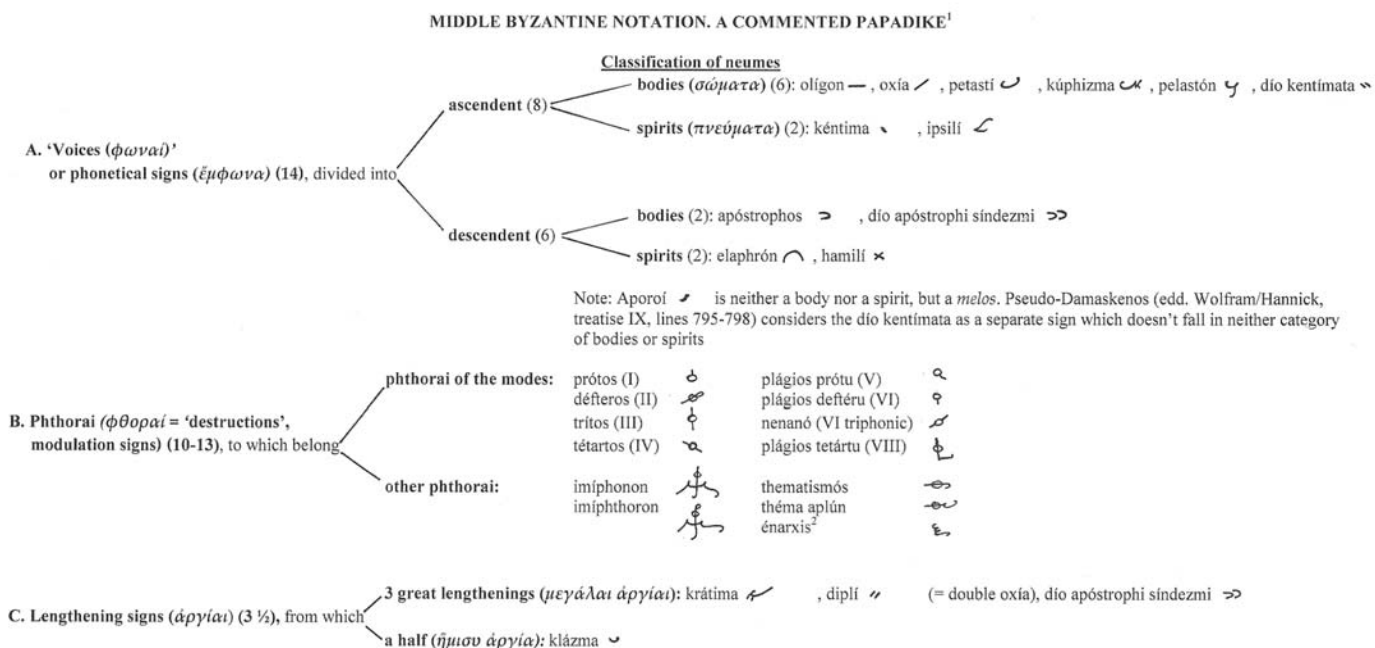 MIDDLE BYZANTINE NOTATION. A COMMENTED PAPADIKE¹
Classification of neumes
bodies (σώματα) (6): olígon , oxía , petastí , kúphizma , pelastón , dío kentímata
ascendent (8)
spirits (πνεύματα) (2): kéntima , ipsilí
A. ‘Voices (φωναί)’
or phonetical signs (ἔμφωνα) (14), divided into
bodies (2): apóstrophos , dío apóstrophi síndezmi
descendent (6)
spirits (2): elaphrón , hamilí
Note: Aporoí is neither a body nor a spirit, but a melos. Pseudo-Damaskenos (edd. Wolfram/Hannick,
treatise IX, lines 795-798) considers the dío kentímata as a separate sign which doesn't fall in neither category
of bodies or spirits
phthorai of the modes: prótos (I) plágios prótu (V)
défteros (II) plágios deftéru (VI)
B. Phthorai (φθοραί = ‘destructions’, trítos (III) nenanó (VI triphonic)
modulation signs) (10-13), to which belong tétartos (IV) plágios tetártu (VIII)
other phthorai: imíphonon thematismós
imíphthoron théma aplún
énarxis²
3 great lengthenings (μεγάλαι ἀργίαι): krátima , diplí (= double oxía), dío apóstrophi síndezmi
C. Lengthening signs (ἀργίαι) (3 ½), from which
a half (ἥμισυ ἀργία): klázma